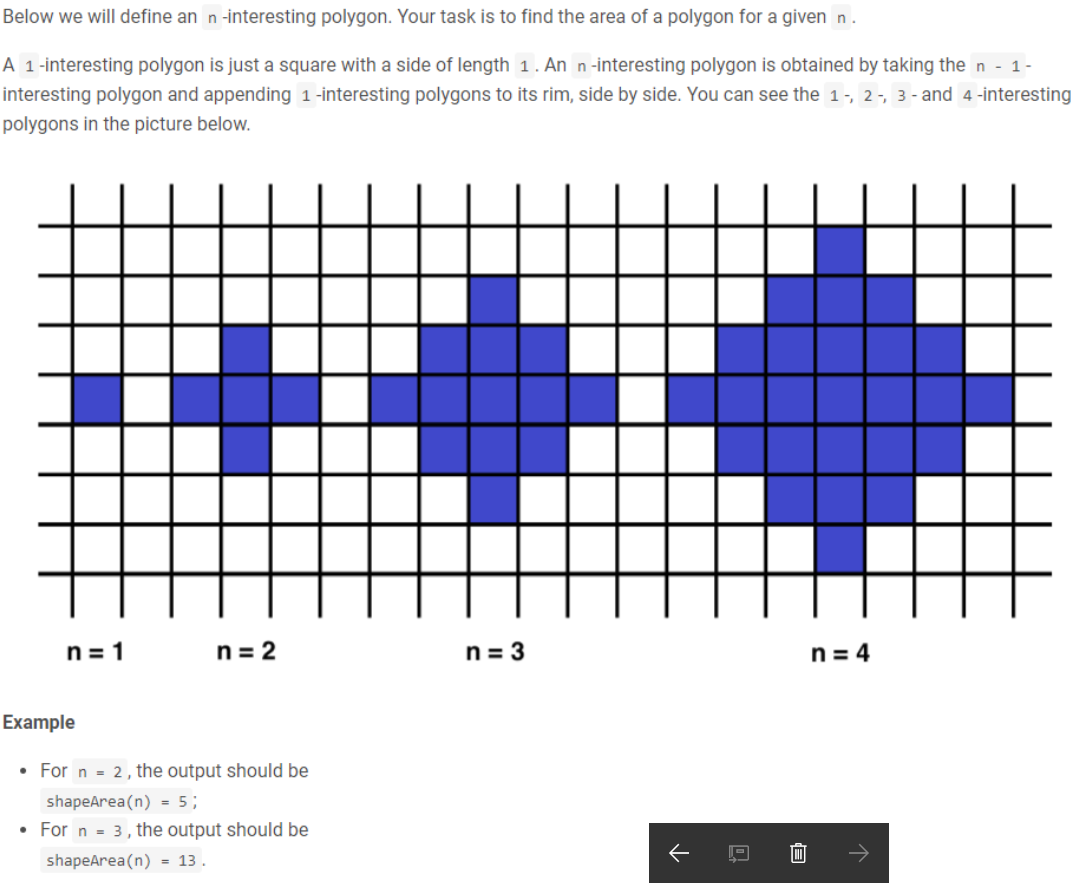 Below we will define an n-interesting polygon. Your task is to find the area of a polygon for a given n.
A 1-interesting polygon is just a square with a side of length 1. An n-interesting polygon is obtained by taking the n - 1-
interesting polygon and appending 1-interesting polygons to its rim, side by side. You can see the 1-, 2-, 3- and 4-interesting
polygons in the picture below.
n = 1
n = 2
n = 3
n = 4
Example
• For n = 2, the output should be
shapeArea(n) = 5;
• For n = 3, the output should be
shapeArea(n) = 13.